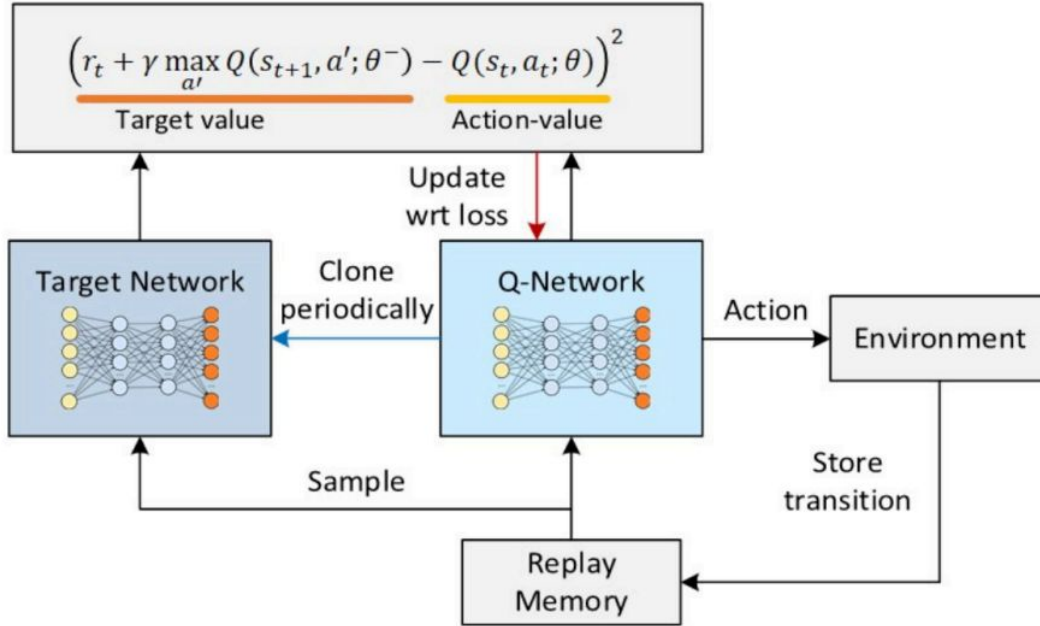 (r_t + γ max_{a'} Q(s_{t+1}, a'; θ⁻) − Q(s_t, a_t; θ))²
Target value
Action-value
Update
wrt loss
Target Network
Clone
periodically
Q-Network
Action
Environment
Sample
Store
transition
Replay
Memory